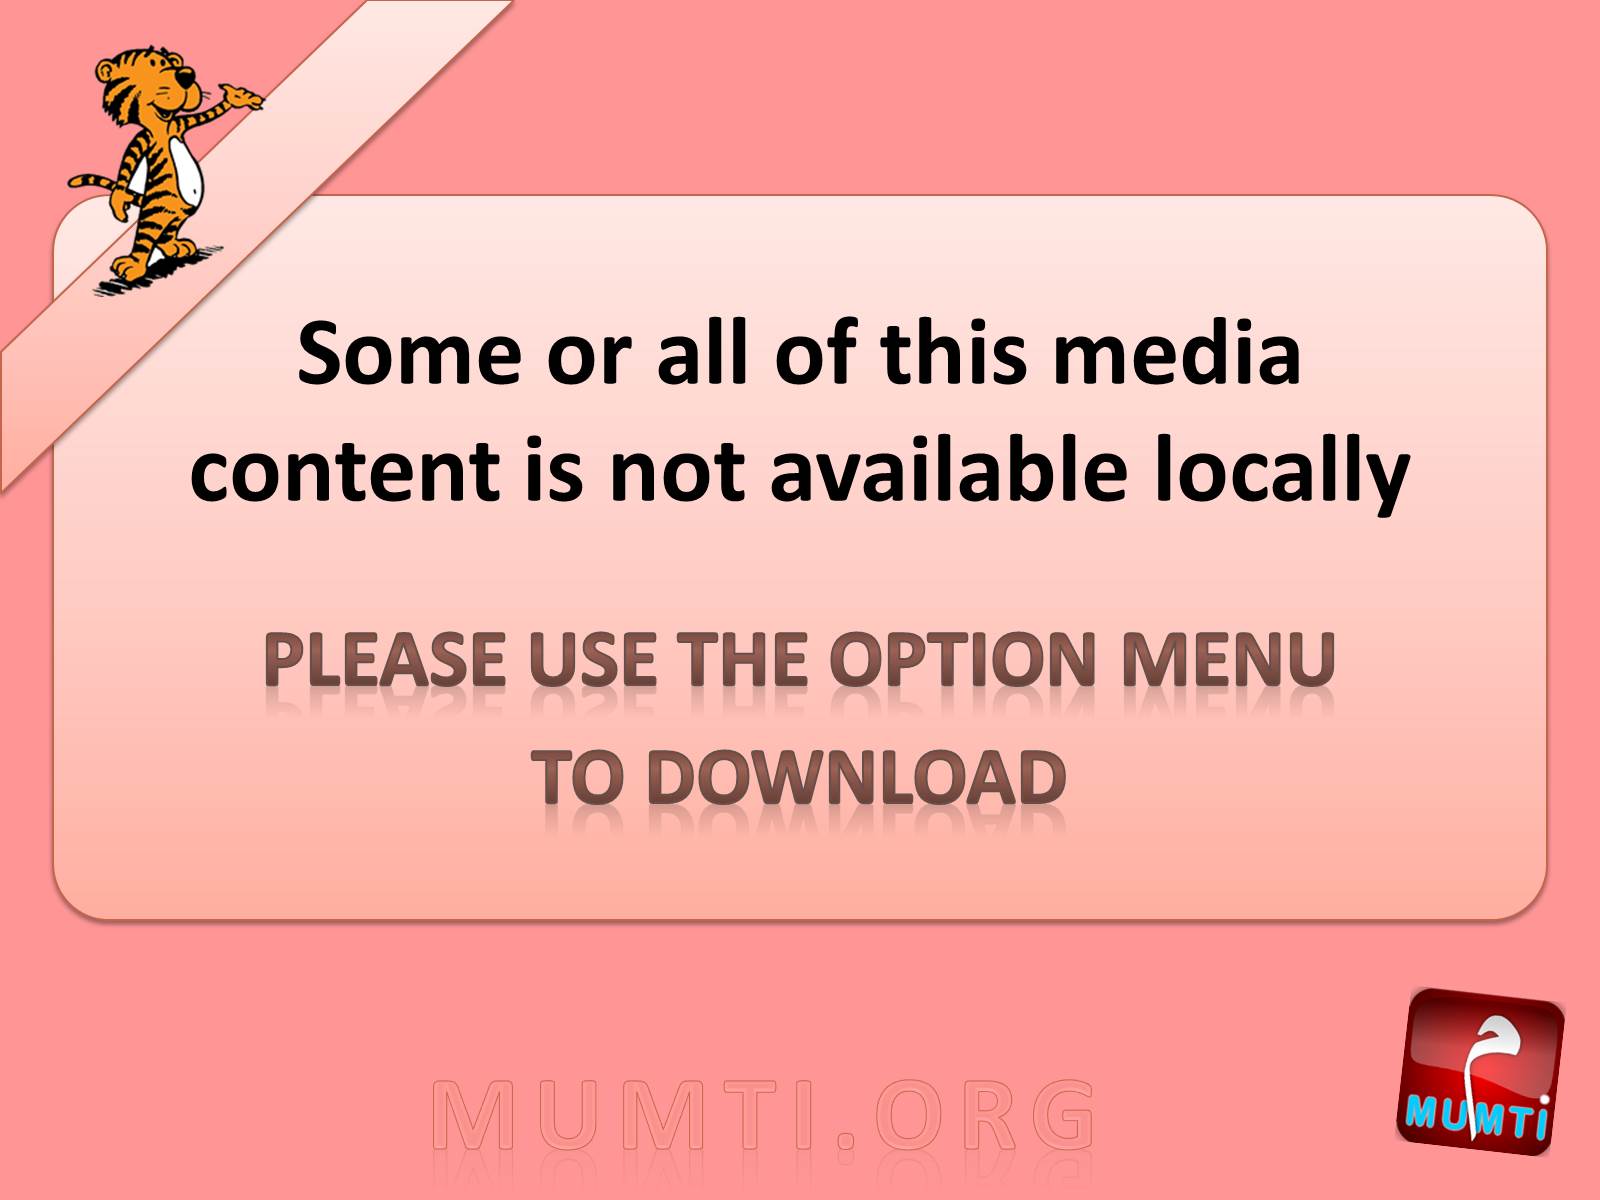 Some or all of this media
content is not available locally
PLEASE USE THE OPTION MENU
TO DOWNLOAD
MUMTI.ORG
م
MUMTi